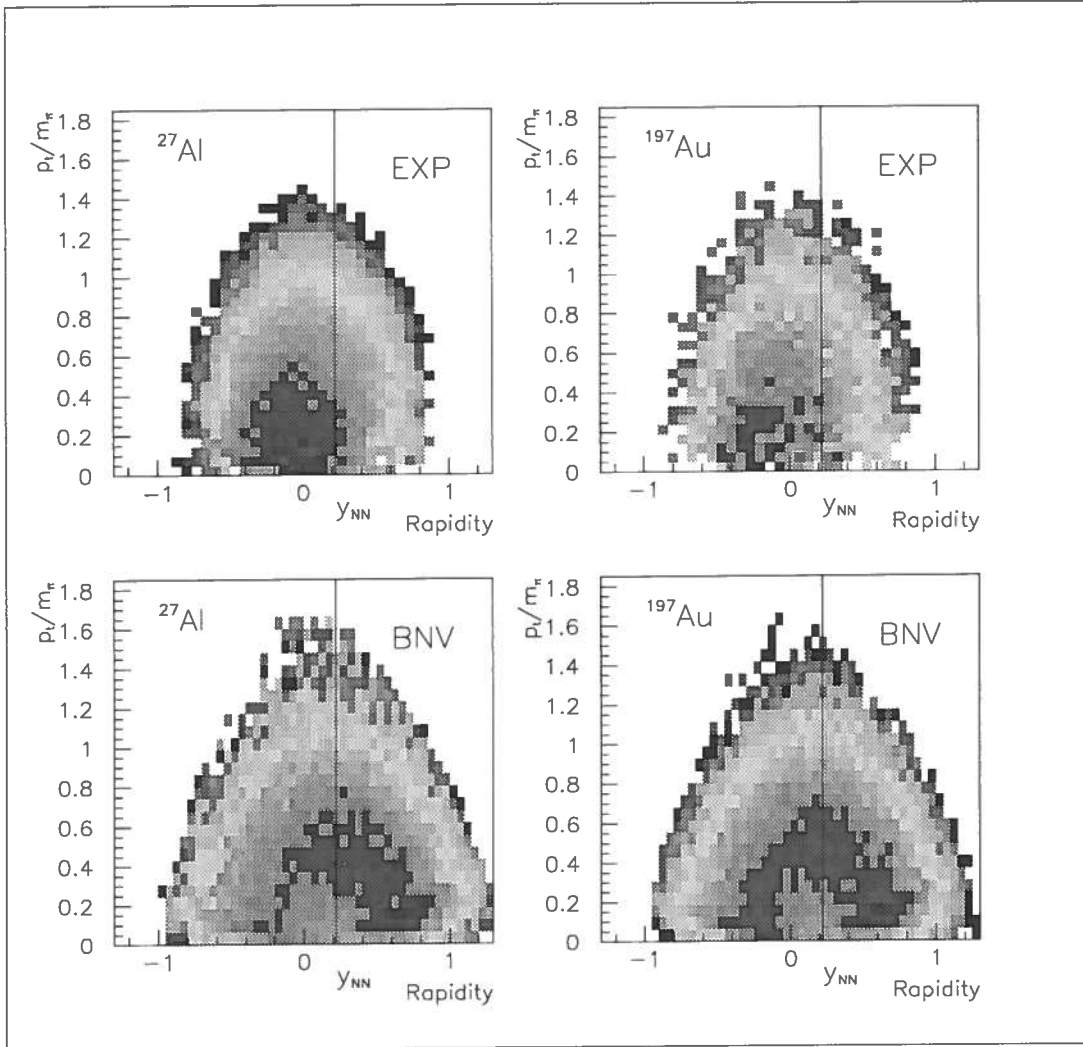 p_t/m_π
1.8
1.6
1.4
1.2
1
0.8
0.6
0.4
0.2
0
²⁷Al
EXP
−1
0
1
y_NN
Rapidity
p_t/m_π
1.8
1.6
1.4
1.2
1
0.8
0.6
0.4
0.2
0
¹⁹⁷Au
EXP
−1
0
1
y_NN
Rapidity
p_t/m_π
1.8
1.6
1.4
1.2
1
0.8
0.6
0.4
0.2
0
²⁷Al
BNV
−1
0
1
y_NN
Rapidity
p_t/m_π
1.8
1.6
1.4
1.2
1
0.8
0.6
0.4
0.2
0
¹⁹⁷Au
BNV
−1
0
1
y_NN
Rapidity